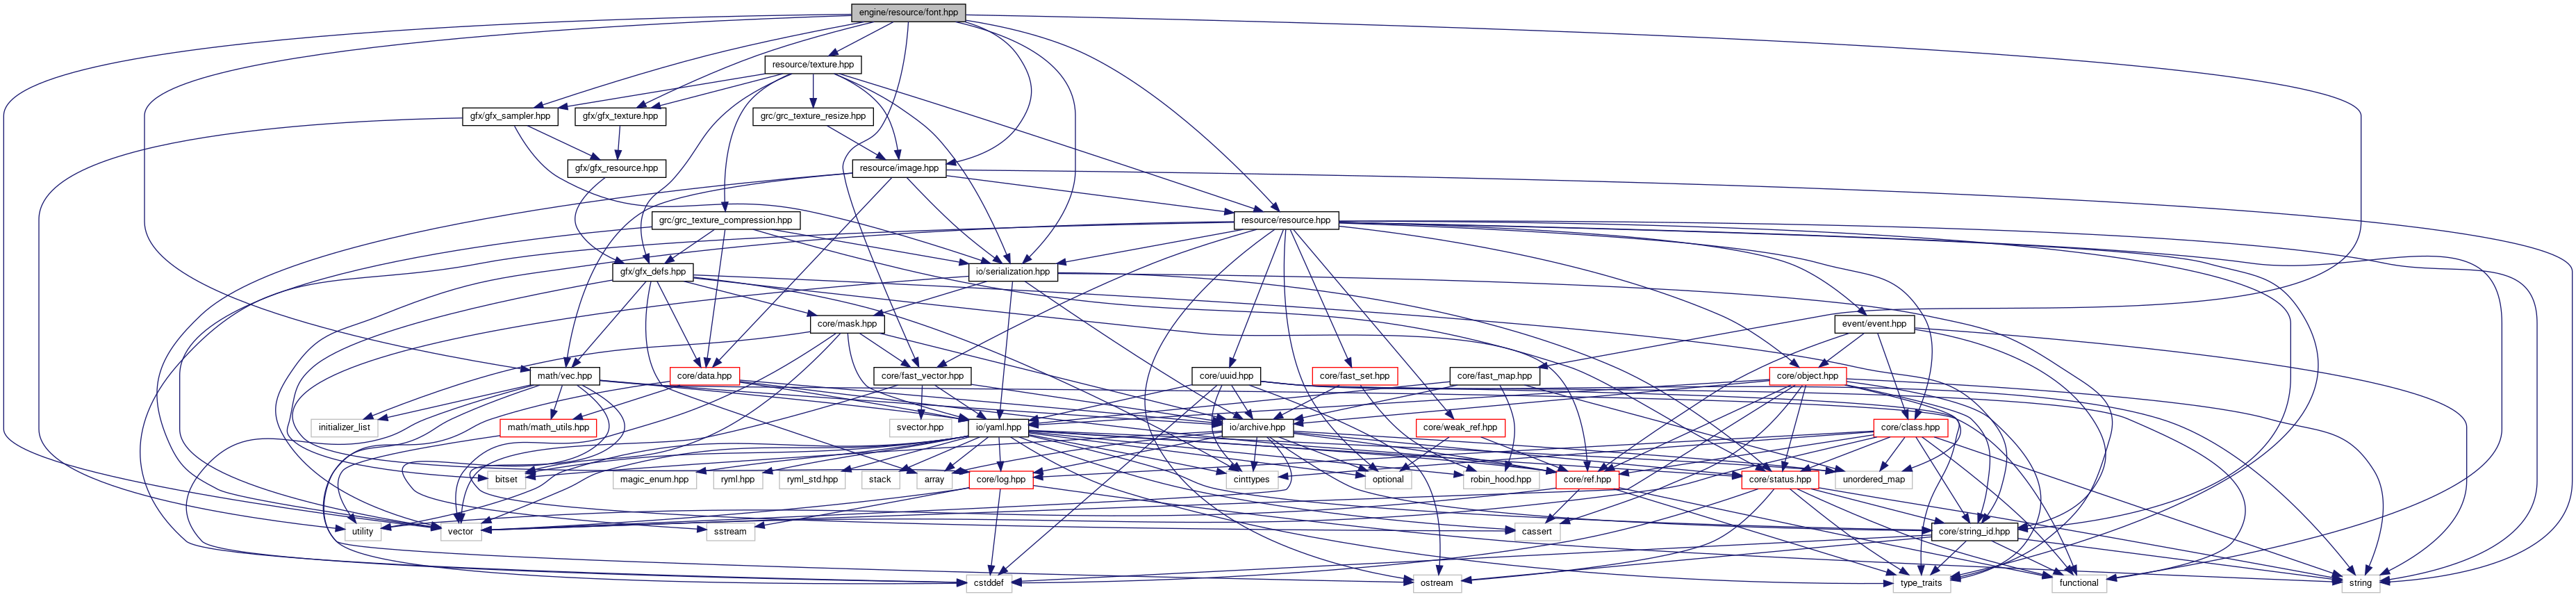 engine/resource/font.hpp
resource/texture.hpp
gfx/gfx_sampler.hpp
gfx/gfx_texture.hpp
grc/grc_texture_resize.hpp
gfx/gfx_resource.hpp
resource/image.hpp
grc/grc_texture_compression.hpp
resource/resource.hpp
gfx/gfx_defs.hpp
io/serialization.hpp
core/mask.hpp
event/event.hpp
math/vec.hpp
core/data.hpp
core/fast_vector.hpp
core/uuid.hpp
core/fast_set.hpp
core/fast_map.hpp
core/object.hpp
initializer_list
math/math_utils.hpp
svector.hpp
io/yaml.hpp
io/archive.hpp
core/weak_ref.hpp
core/class.hpp
bitset
magic_enum.hpp
ryml.hpp
ryml_std.hpp
stack
array
core/log.hpp
cinttypes
optional
robin_hood.hpp
core/ref.hpp
core/status.hpp
unordered_map
utility
vector
sstream
cassert
core/string_id.hpp
cstddef
ostream
type_traits
functional
string